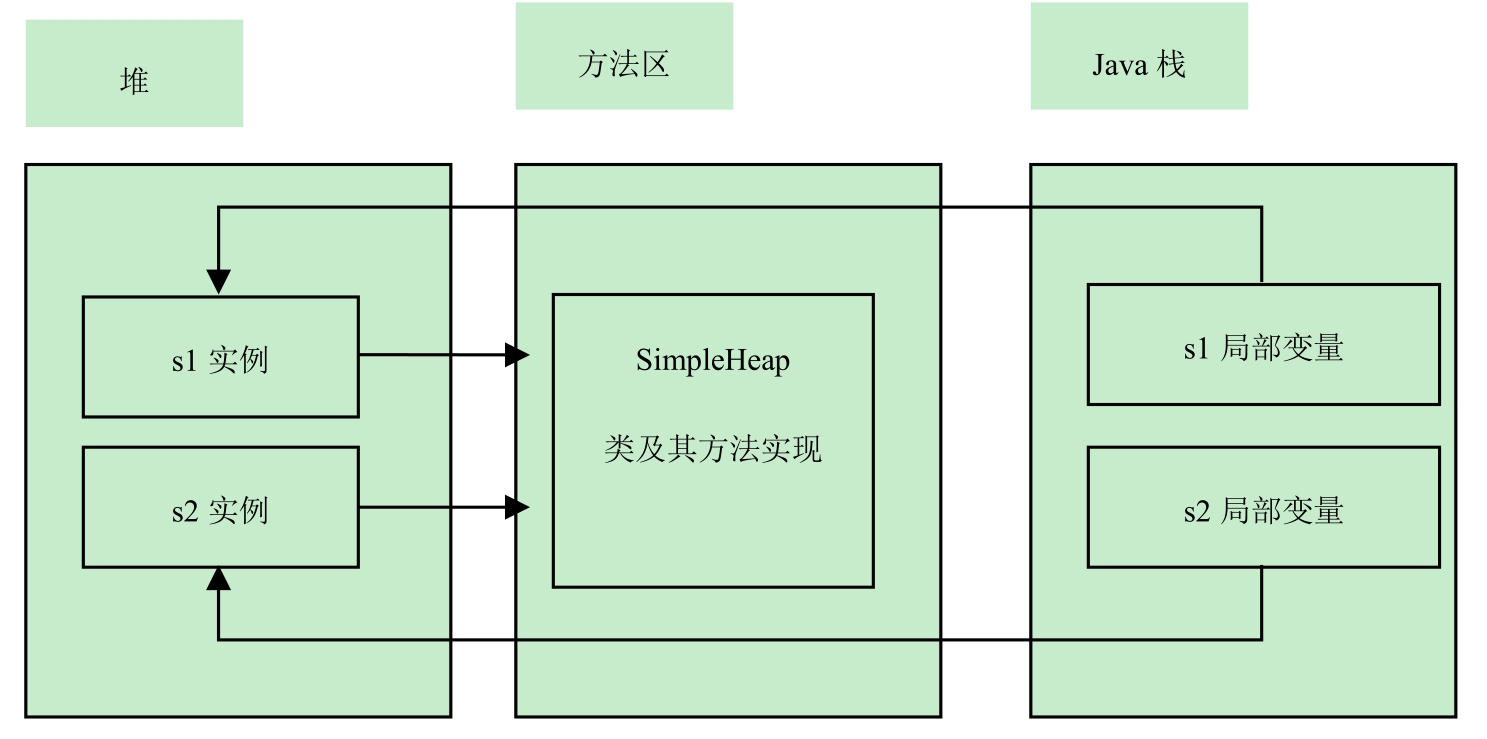 堆
方法区
Java 栈
s1 实例
s2 实例
SimpleHeap
类及其方法实现
s1 局部变量
s2 局部变量